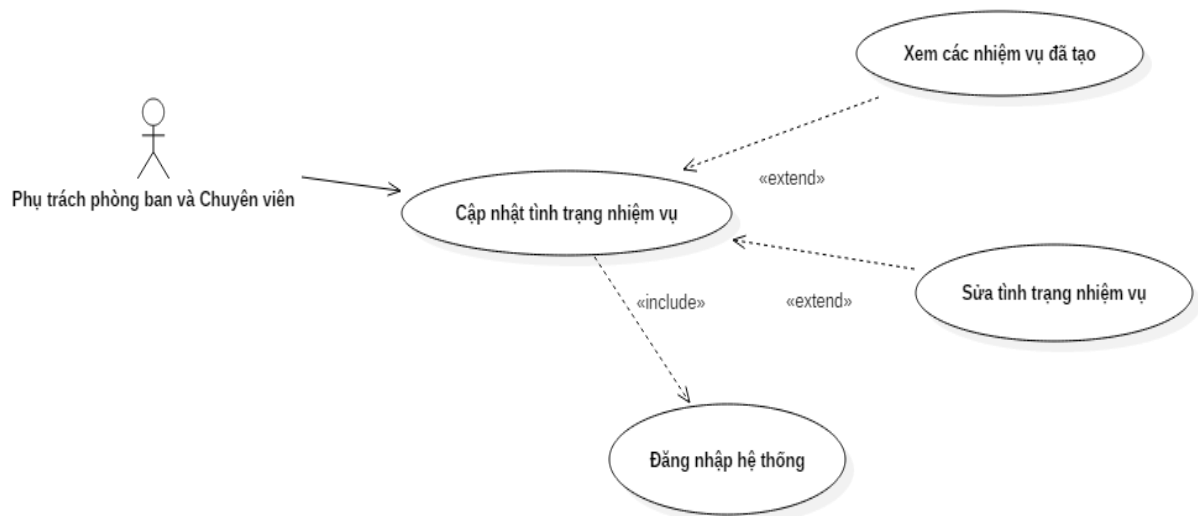 Xem các nhiệm vụ đã tạo
Phụ trách phòng ban và Chuyên viên
«extend»
Cập nhật tình trạng nhiệm vụ
«include»
«extend»
Sửa tình trạng nhiệm vụ
Đăng nhập hệ thống